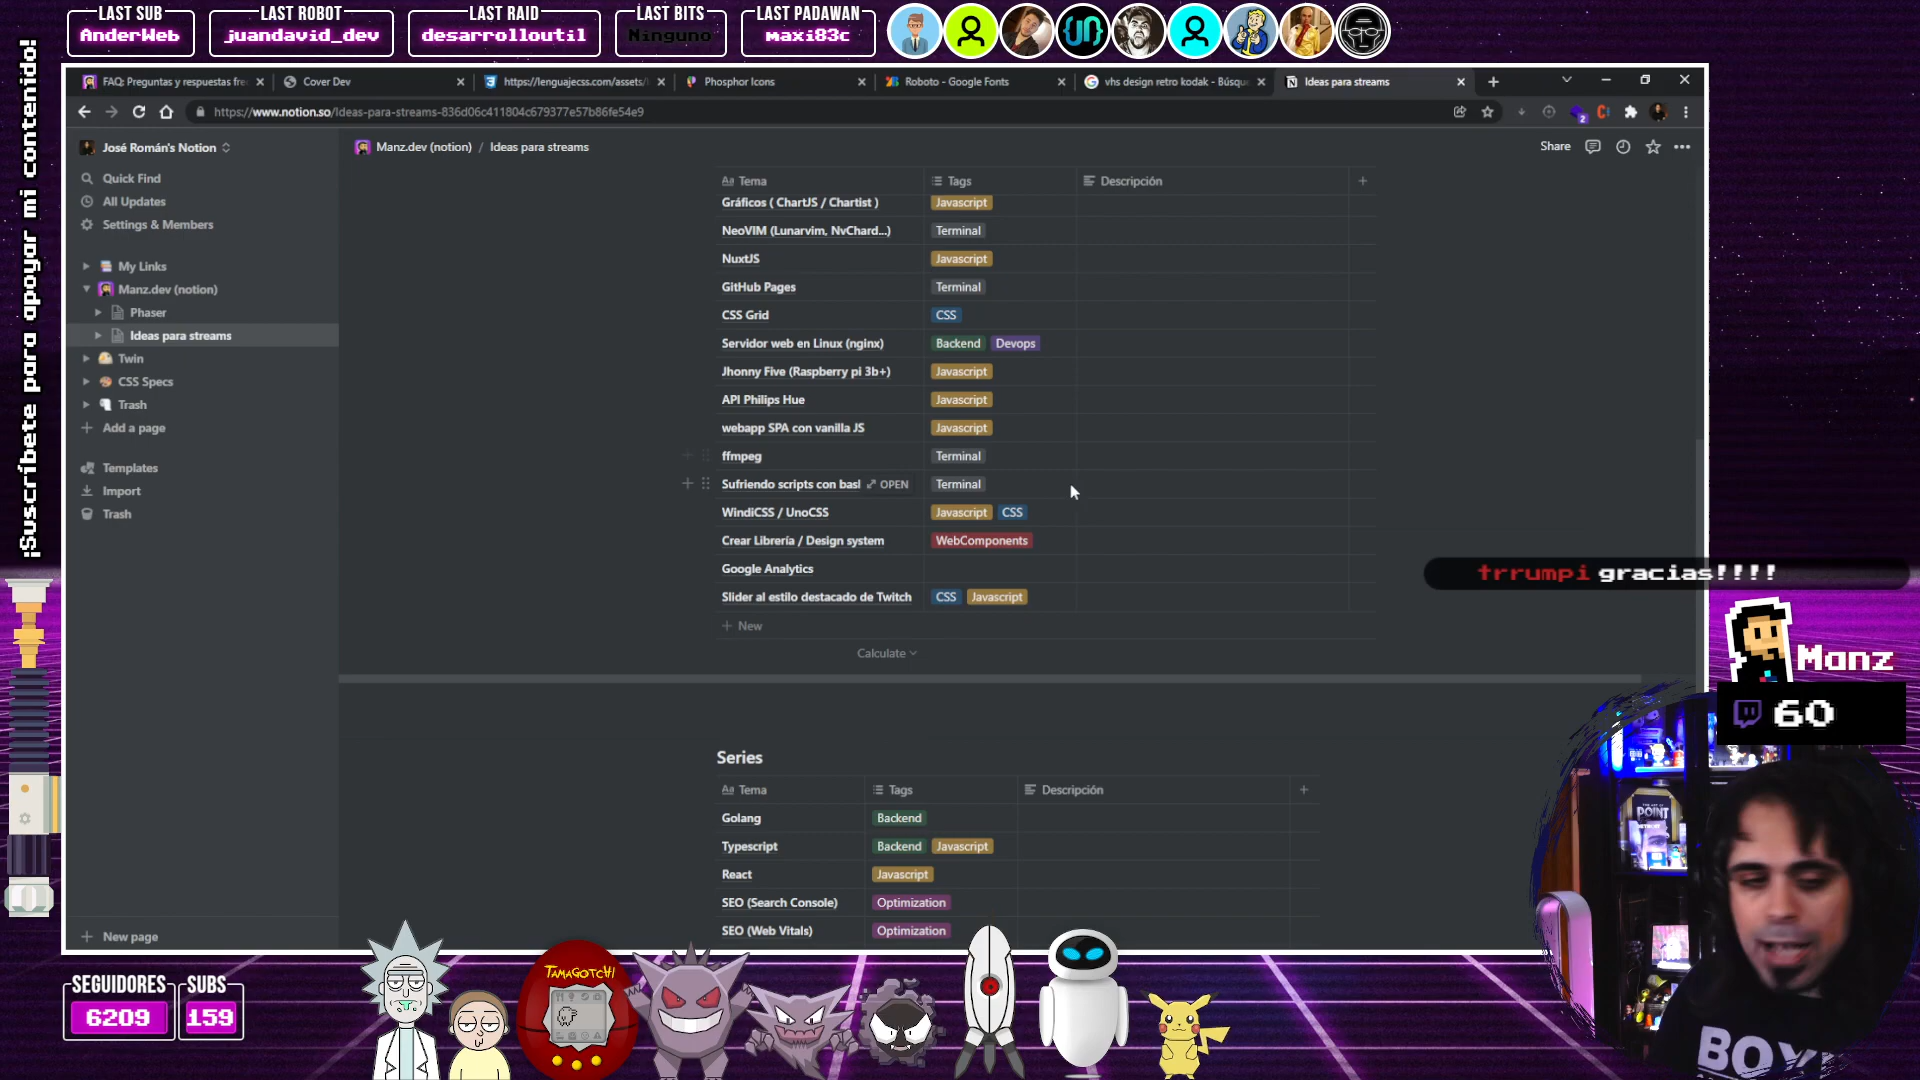 LAST SUB
AnderWeb
LAST ROBOT
juandavid_dev
LAST RAID
desarrolloutil
LAST BITS
Ninguno
LAST PADAWAN
maxi83c
¡Suscríbete para apoyar mi contenido!
FAQ: Preguntas y respuestas fre
Cover Dev
https://lenguajecss.com/assets/
Phosphor Icons
Roboto - Google Fonts
vhs design retro kodak - Búsqu
Ideas para streams
https://www.notion.so/Ideas-para-streams-836d06c411804c679377e57b86fe54e9
2
José Román's Notion
Manz.dev (notion) / Ideas para streams
Share
Quick Find
All Updates
Settings & Members
My Links
Manz.dev (notion)
Phaser
Ideas para streams
Twin
CSS Specs
Trash
Add a page
Templates
Import
Trash
New page
Aa Tema Tags Descripción
Gráficos ( ChartJS / Chartist ) Javascript
NeoVIM (Lunarvim, NvChard...) Terminal
NuxtJS Javascript
GitHub Pages Terminal
CSS Grid CSS
Servidor web en Linux (nginx) Backend Devops
Jhonny Five (Raspberry pi 3b+) Javascript
API Philips Hue Javascript
webapp SPA con vanilla JS Javascript
ffmpeg Terminal
Sufriendo scripts con basl OPEN Terminal
WindiCSS / UnoCSS Javascript CSS
Crear Librería / Design system WebComponents
Google Analytics
Slider al estilo destacado de Twitch CSS Javascript
New
Calculate
Series
Aa Tema Tags Descripción
Golang Backend
Typescript Backend Javascript
React Javascript
SEO (Search Console) Optimization
SEO (Web Vitals) Optimization
trrumpi gracias!!!!
Manz
60
POINT
SEGUIDORES
6209
SUBS
159
TAMAGOTCHI